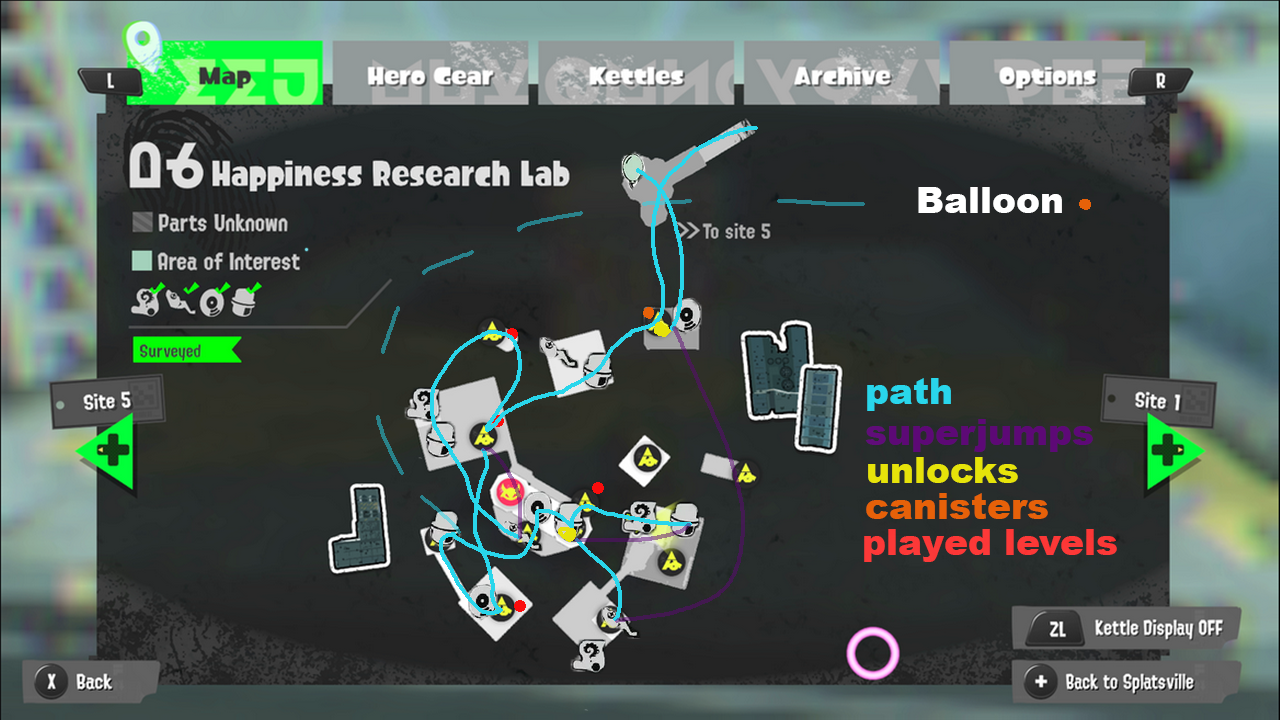 L
Map
Hero Gear
Kettles
Archive
Options
R
Happiness Research Lab
Parts Unknown
Area of Interest
Surveyed
To site 5
Balloon
Site 5
Site 1
path
superjumps
unlocks
canisters
played levels
ZL Kettle Display OFF
X Back
+ Back to Splatsville